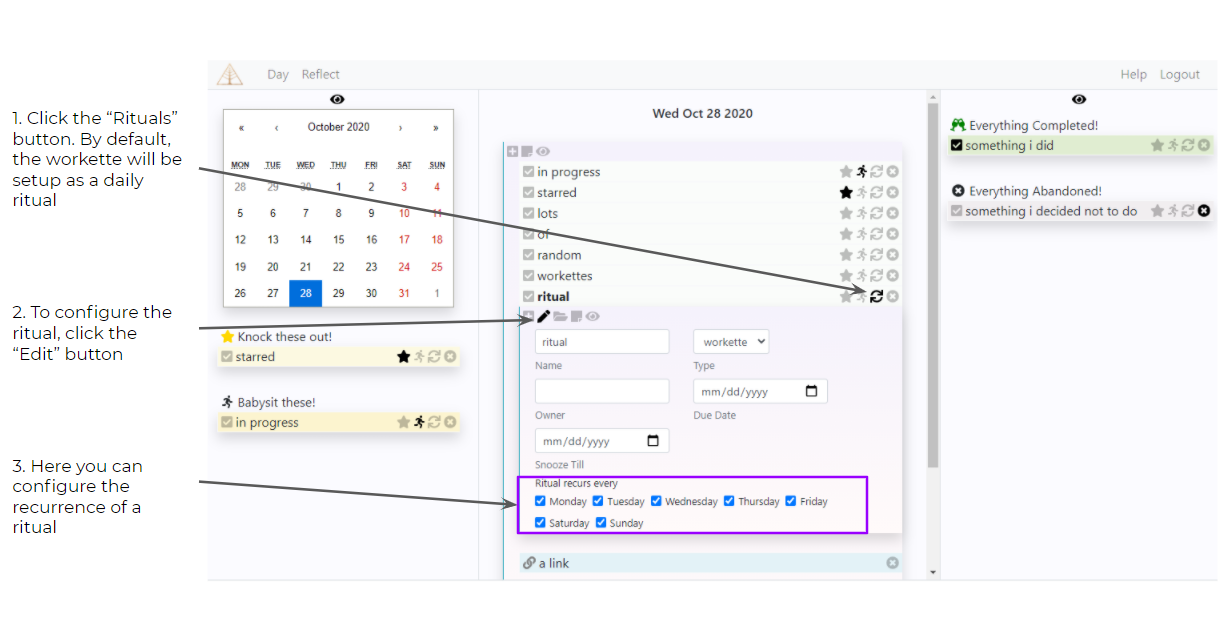 Day Reflect
Help Logout
1. Click the “Rituals”
button. By default,
the workette will be
setup as a daily
ritual
2. To configure the
ritual, click the
“Edit” button
3. Here you can
configure the
recurrence of a
ritual
« ‹ October 2020 › »
MON TUE WED THU FRI SAT SUN
28 29 30 1 2 3 4
5 6 7 8 9 10 11
12 13 14 15 16 17 18
19 20 21 22 23 24 25
26 27 28 29 30 31 1
Knock these out!
starred
Babysit these!
in progress
Wed Oct 28 2020
in progress
starred
lots
of
random
workettes
ritual
ritual
workette
Name
Type
mm/dd/yyyy
Owner
Due Date
mm/dd/yyyy
Snooze Till
Ritual recurs every
Monday Tuesday Wednesday Thursday Friday
Saturday Sunday
a link
Everything Completed!
something i did
Everything Abandoned!
something i decided not to do